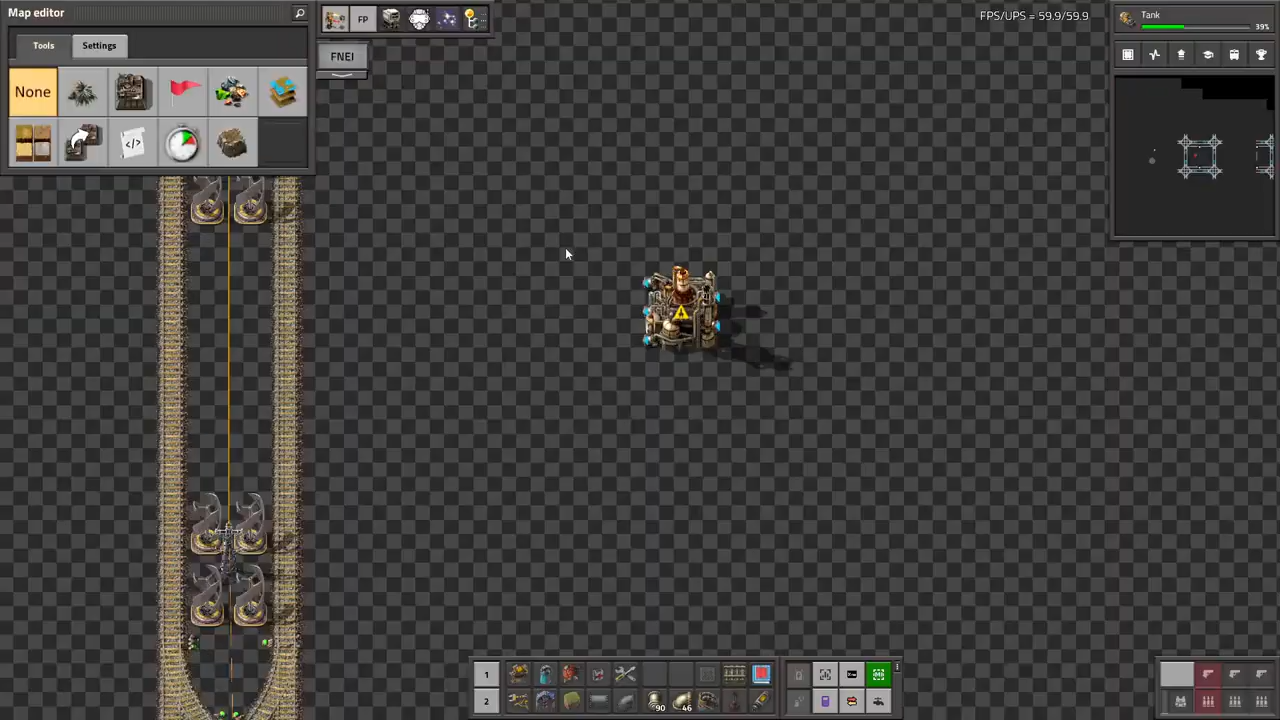 Map editor
FP
FPS/UPS = 59.9/59.9
Tank
39%
Tools
Settings
FNEI
None
</>
1
2
90
46